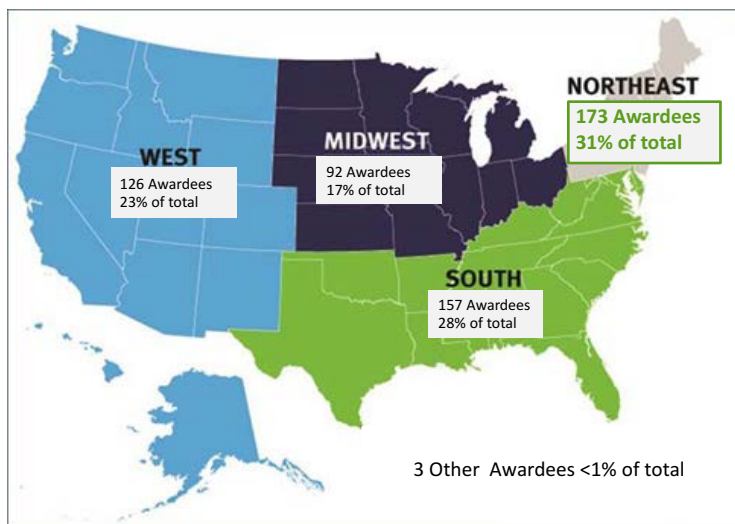 NORTHEAST
173 Awardees
31% of total
MIDWEST
92 Awardees
17% of total
WEST
126 Awardees
23% of total
SOUTH
157 Awardees
28% of total
3 Other Awardees <1% of total